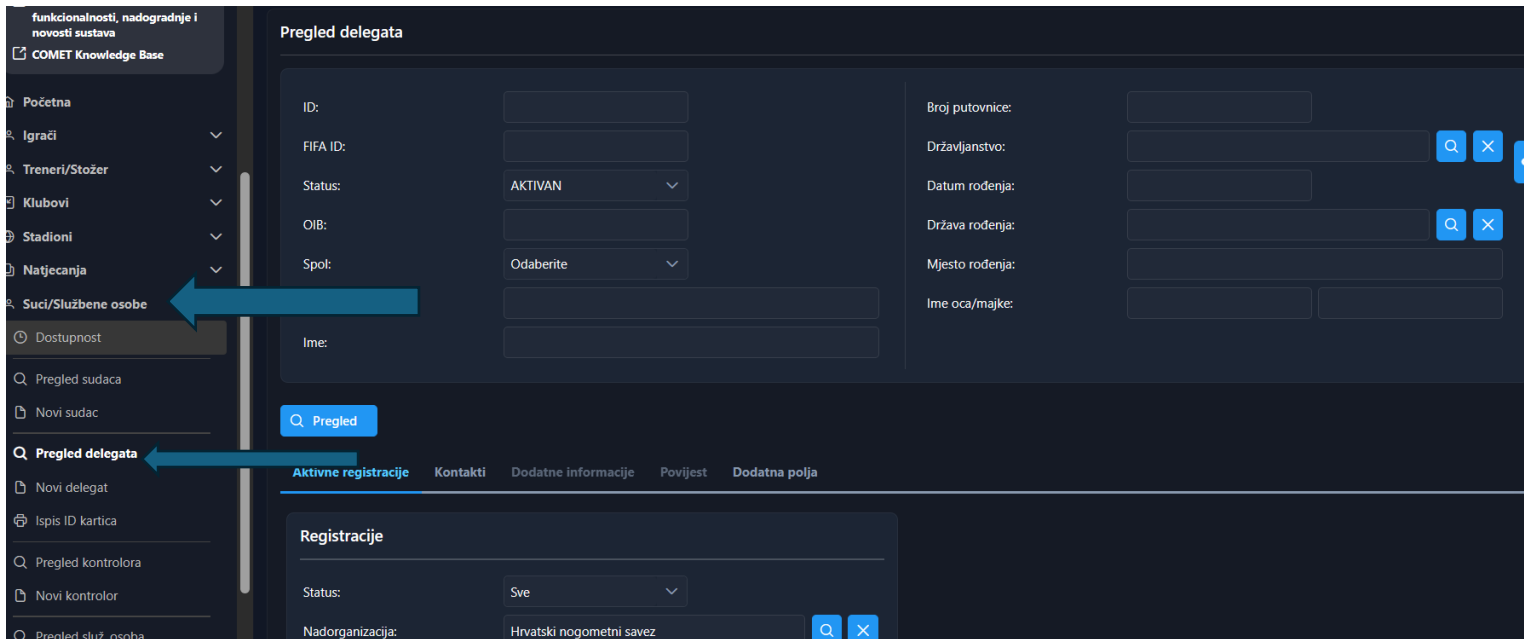 funkcionalnosti, nadogradnje i
novosti sustava
COMET Knowledge Base
Početna
Igrači
Treneri/Stožer
Klubovi
Stadioni
Natjecanja
Suci/Službene osobe
Dostupnost
Pregled sudaca
Novi sudac
Pregled delegata
Novi delegat
Ispis ID kartica
Pregled kontrolora
Novi kontrolor
Pregled služ. osoba
Pregled delegata
ID:
FIFA ID:
Status: AKTIVAN
OIB:
Spol: Odaberite
Ime:
Broj putovnice:
Državljanstvo:
Datum rođenja:
Država rođenja:
Mjesto rođenja:
Ime oca/majke:
Pregled
Aktivne registracije Kontakti Dodatne informacije Povijest Dodatna polja
Registracije
Status: Sve
Nadorganizacija: Hrvatski nogometni savez